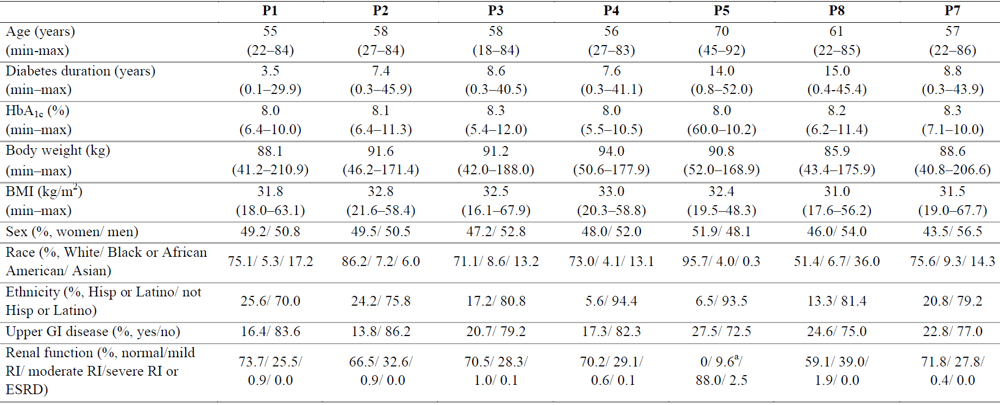 P1 P2 P3 P4 P5 P8 P7
Age (years) 55 58 58 56 70 61 57
(min-max) (22–84) (27–84) (18–84) (27–83) (45–92) (22–85) (22–86)
Diabetes duration (years) 3.5 7.4 8.6 7.6 14.0 15.0 8.8
(min–max) (0.1–29.9) (0.3–45.9) (0.3–40.5) (0.3–41.1) (0.8–52.0) (0.4-45.4) (0.3–43.9)
HbA1c (%) 8.0 8.1 8.3 8.0 8.0 8.2 8.3
(min–max) (6.4–10.0) (6.4–11.3) (5.4–12.0) (5.5–10.5) (60.0–10.2) (6.2–11.4) (7.1–10.0)
Body weight (kg) 88.1 91.6 91.2 94.0 90.8 85.9 88.6
(min–max) (41.2–210.9) (46.2–171.4) (42.0–188.0) (50.6–177.9) (52.0–168.9) (43.4–175.9) (40.8–206.6)
BMI (kg/m2) 31.8 32.8 32.5 33.0 32.4 31.0 31.5
(min–max) (18.0–63.1) (21.6–58.4) (16.1–67.9) (20.3–58.8) (19.5–48.3) (17.6–56.2) (19.0–67.7)
Sex (%, women/ men) 49.2/ 50.8 49.5/ 50.5 47.2/ 52.8 48.0/ 52.0 51.9/ 48.1 46.0/ 54.0 43.5/ 56.5
Race (%, White/ Black or African
American/ Asian) 75.1/ 5.3/ 17.2 86.2/ 7.2/ 6.0 71.1/ 8.6/ 13.2 73.0/ 4.1/ 13.1 95.7/ 4.0/ 0.3 51.4/ 6.7/ 36.0 75.6/ 9.3/ 14.3
Ethnicity (%, Hisp or Latino/ not
Hisp or Latino) 25.6/ 70.0 24.2/ 75.8 17.2/ 80.8 5.6/ 94.4 6.5/ 93.5 13.3/ 81.4 20.8/ 79.2
Upper GI disease (%, yes/no) 16.4/ 83.6 13.8/ 86.2 20.7/ 79.2 17.3/ 82.3 27.5/ 72.5 24.6/ 75.0 22.8/ 77.0
Renal function (%, normal/mild 73.7/ 25.5/ 66.5/ 32.6/ 70.5/ 28.3/ 70.2/ 29.1/ 0/ 9.6a/ 59.1/ 39.0/ 71.8/ 27.8/
RI/ moderate RI/severe RI or 0.9/ 0.0 0.9/ 0.0 1.0/ 0.1 0.6/ 0.1 88.0/ 2.5 1.9/ 0.0 0.4/ 0.0
ESRD)